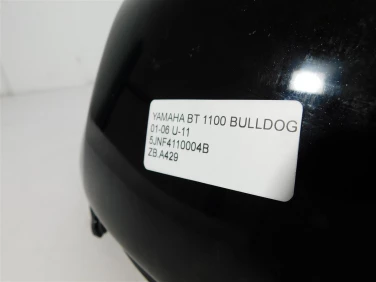 YAMAHA BT 1100 BULLDOG
01-06 U-11
5JNF4110004B
ZB.A429